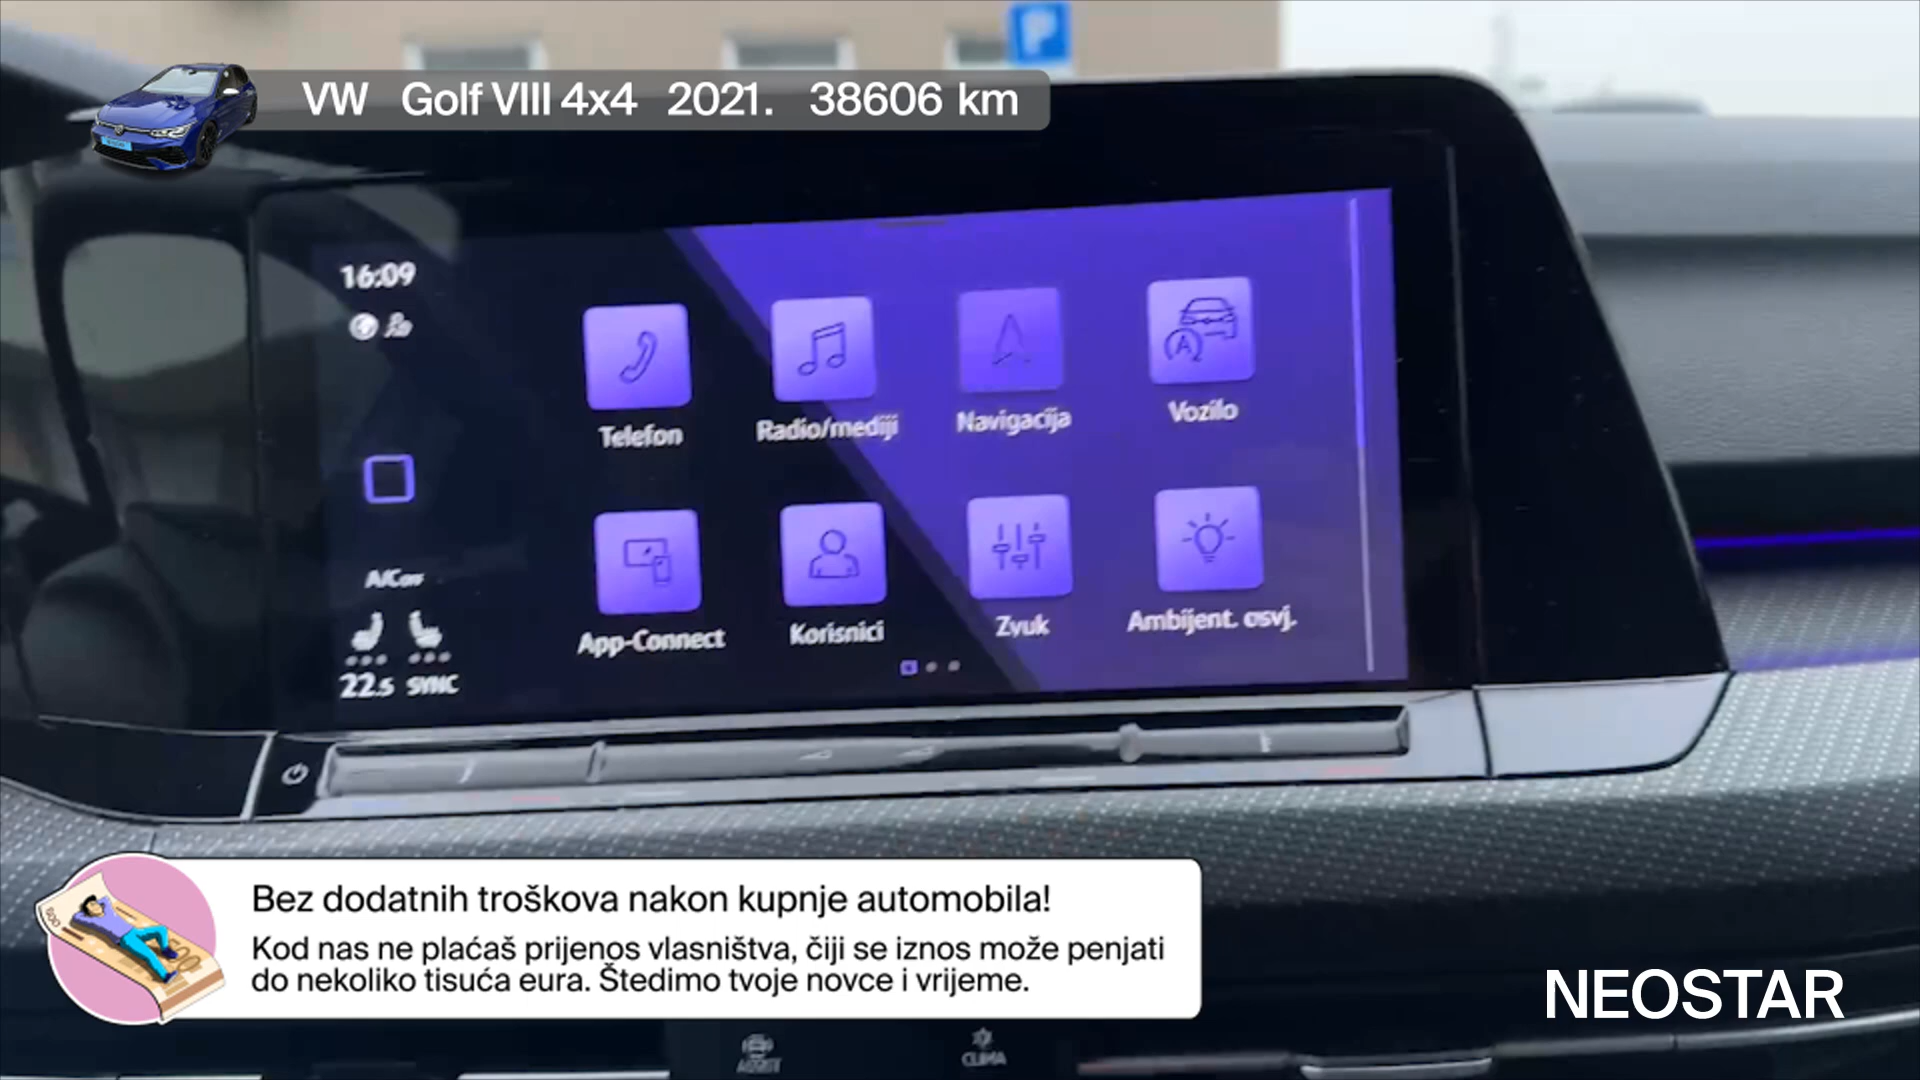 P
VW Golf VIII 4x4 2021. 38606 km
16:09
Telefon
Radio/mediji
Navigacija
Vozilo
A
App-Connect
Korisnici
Zvuk
Ambijent. osvj.
22.5 SYNC
Bez dodatnih troškova nakon kupnje automobila!
Kod nas ne plaćaš prijenos vlasništva, čiji se iznos može penjati
do nekoliko tisuća eura. Štedimo tvoje novce i vrijeme.
NEOSTAR
CLIMA